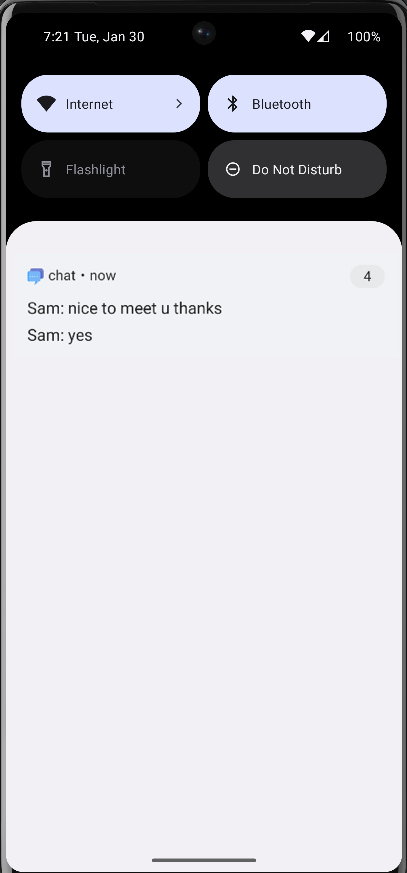 7:21 Tue, Jan 30 100%
Internet Bluetooth
Flashlight Do Not Disturb
chat • now 4
Sam: nice to meet u thanks
Sam: yes